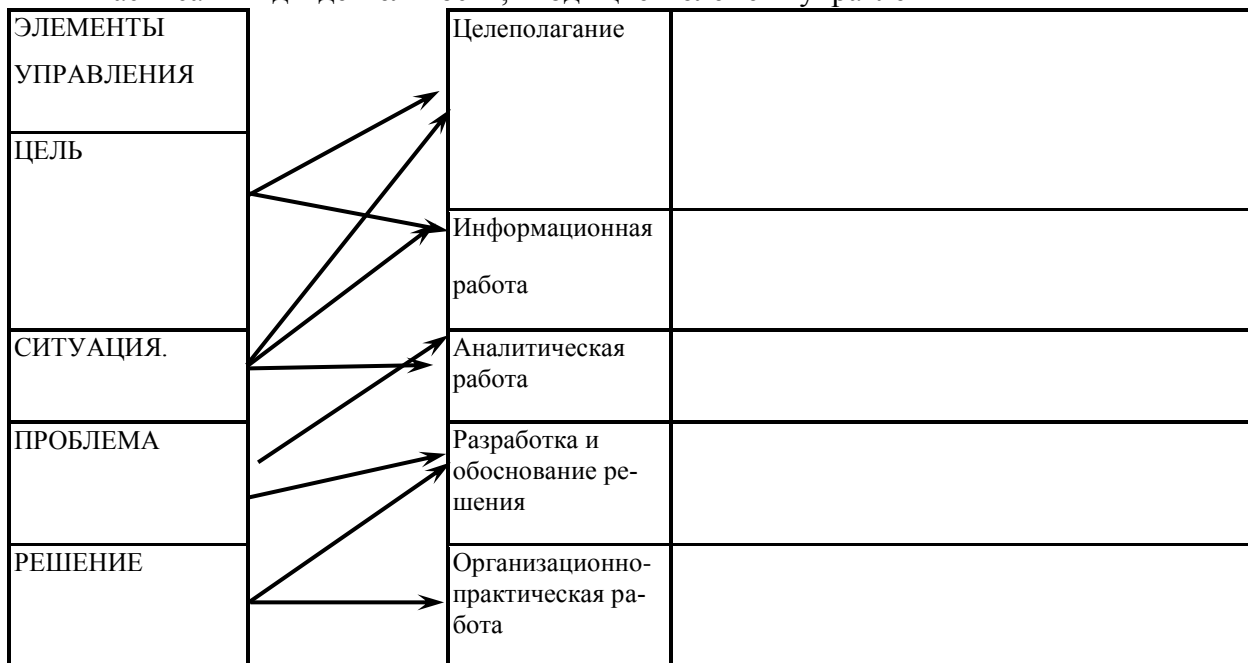 ЭЛЕМЕНТЫ
УПРАВЛЕНИЯ
ЦЕЛЬ
СИТУАЦИЯ.
ПРОБЛЕМА
РЕШЕНИЕ
Целеполагание
Информационная
работа
Аналитическая
работа
Разработка и
обоснование ре-
шения
Организационно-
практическая ра-
бота